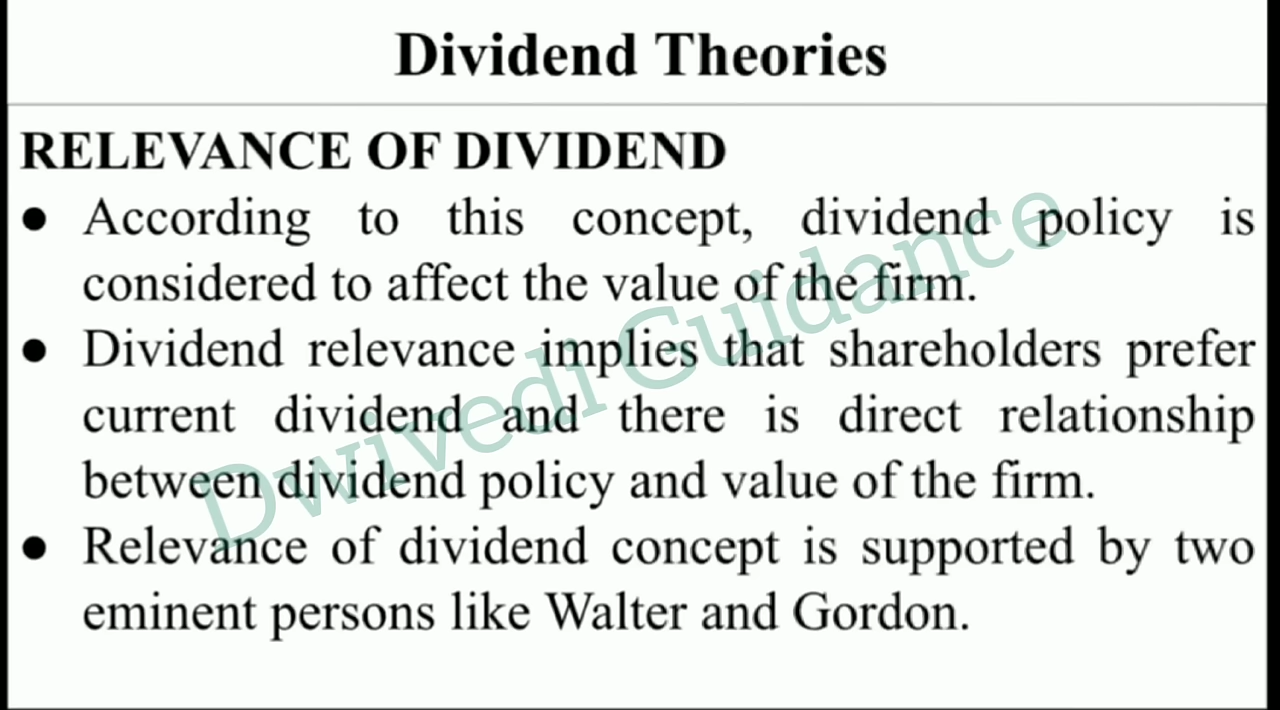 Dividend Theories
RELEVANCE OF DIVIDEND
● According to this concept, dividend policy is
considered to affect the value of the firm.
● Dividend relevance implies that shareholders prefer
current dividend and there is direct relationship
between dividend policy and value of the firm.
● Relevance of dividend concept is supported by two
eminent persons like Walter and Gordon.
Dwivedi Guidance